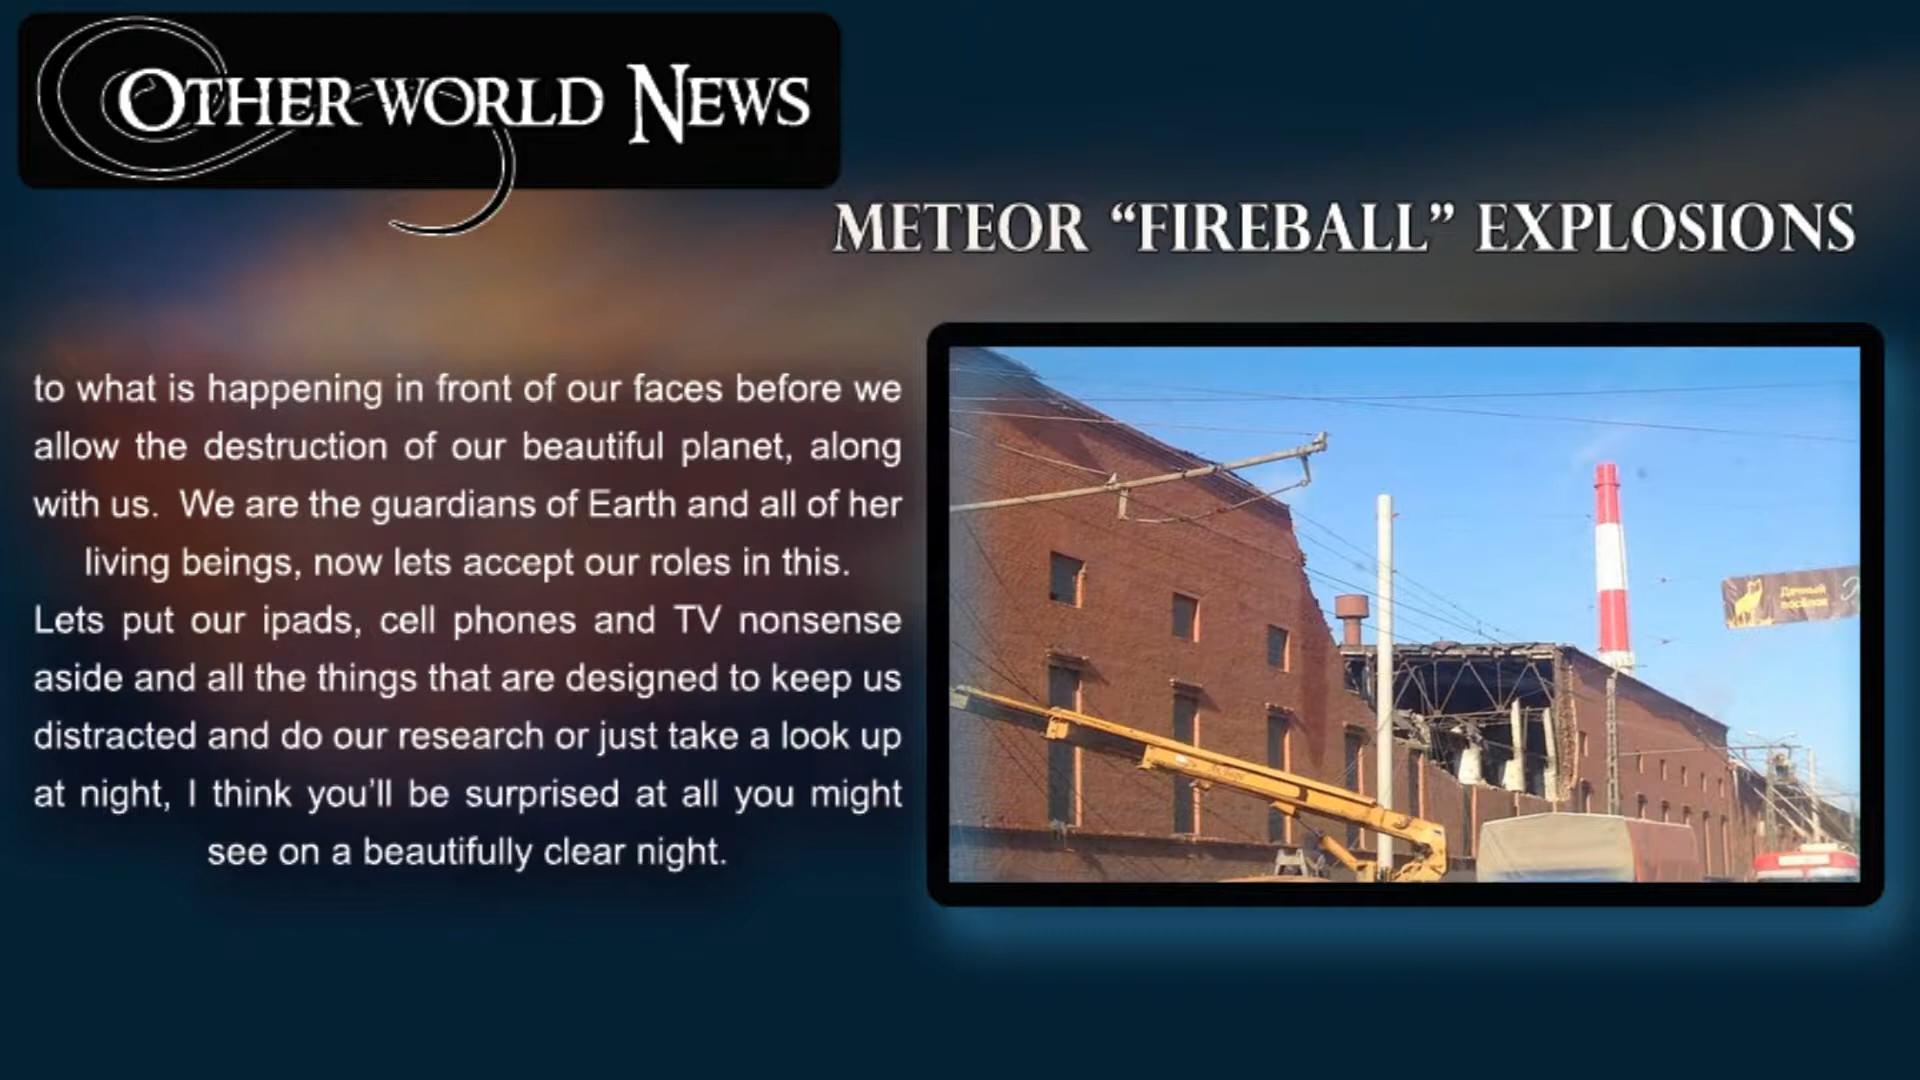 OTHERWORLD NEWS
METEOR “FIREBALL” EXPLOSIONS
to what is happening in front of our faces before we
allow the destruction of our beautiful planet, along
with us. We are the guardians of Earth and all of her
living beings, now lets accept our roles in this.
Lets put our ipads, cell phones and TV nonsense
aside and all the things that are designed to keep us
distracted and do our research or just take a look up
at night, I think you’ll be surprised at all you might
see on a beautifully clear night.
Дачный
посёлок